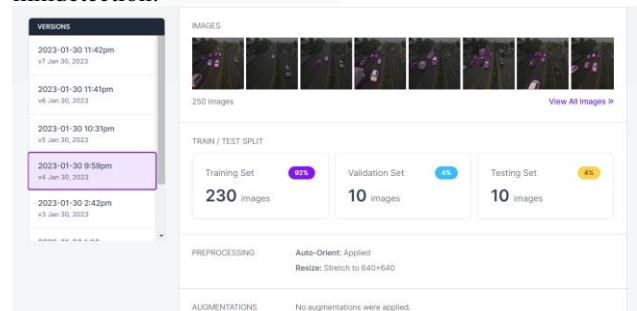 VERSIONS
2023-01-30 11:42pm
v7 Jan 30, 2023
2023-01-30 11:41pm
v6 Jan 30, 2023
2023-01-30 10:31pm
v5 Jan 30, 2023
2023-01-30 9:59pm
v4 Jan 30, 2023
2023-01-30 2:42pm
v3 Jan 30, 2023
IMAGES
250 images
View All Images »
TRAIN / TEST SPLIT
Training Set 92%
230 images
Validation Set 4%
10 images
Testing Set 4%
10 images
PREPROCESSING
Auto-Orient: Applied
Resize: Stretch to 640×640
AUGMENTATIONS
No augmentations were applied.